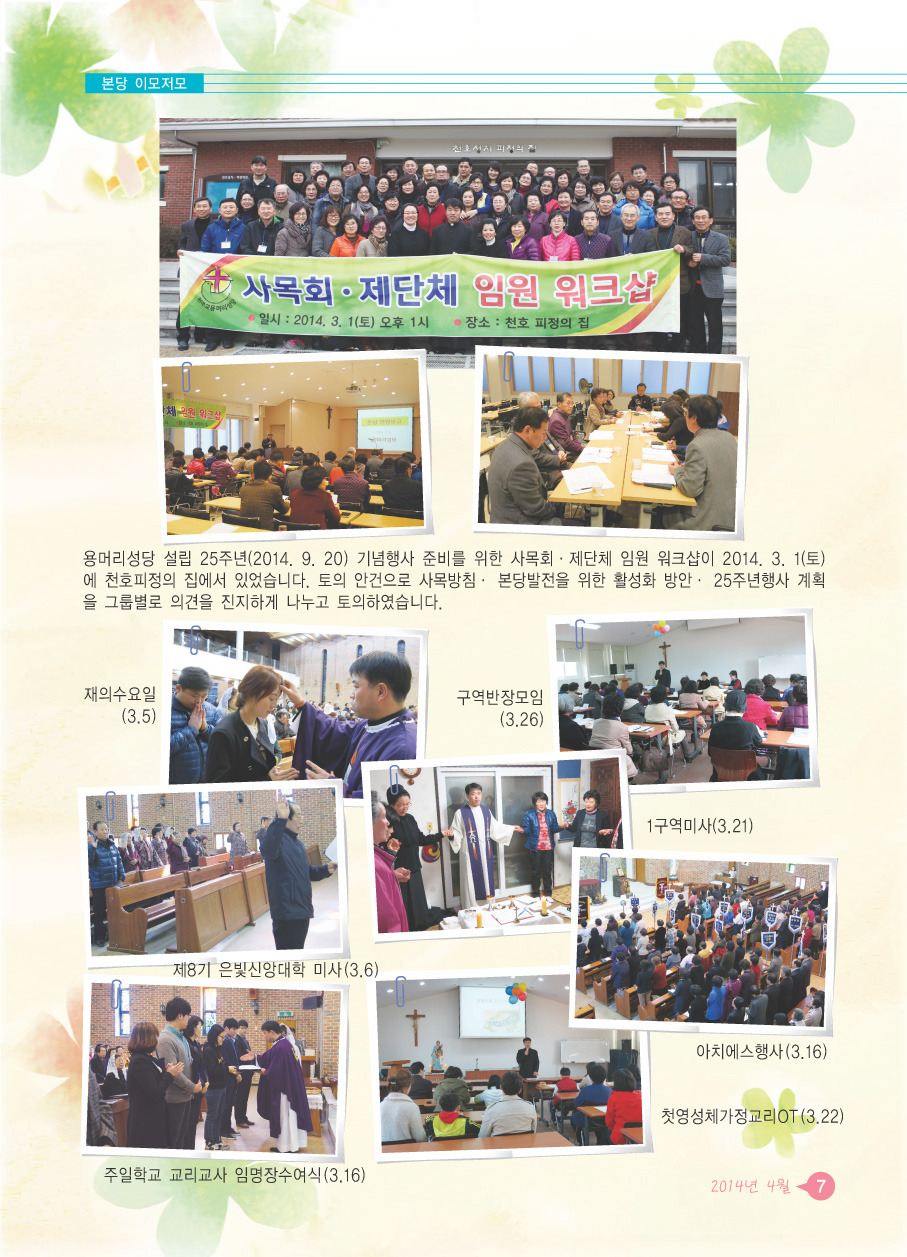 본당 이모저모
천호성지 피정의 집
사목회·제단체 임원 워크샵
•일시 : 2014. 3. 1(토) 오후 1시 •장소 : 천호 피정의 집
단체 임원 워크샵
용머리성당 설립 25주년(2014. 9. 20) 기념행사 준비를 위한 사목회·제단체 임원 워크샵이 2014. 3. 1(토)
에 천호피정의 집에서 있었습니다. 토의 안건으로 사목방침· 본당발전을 위한 활성화 방안· 25주년행사 계획
을 그룹별로 의견을 진지하게 나누고 토의하였습니다.
재의수요일
(3.5)
구역반장모임
(3.26)
1구역미사(3.21)
제8기 은빛신앙대학 미사(3.6)
아치에스행사(3.16)
첫영성체가정교리OT(3.22)
주일학교 교리교사 임명장수여식(3.16)
2014년 4월 7